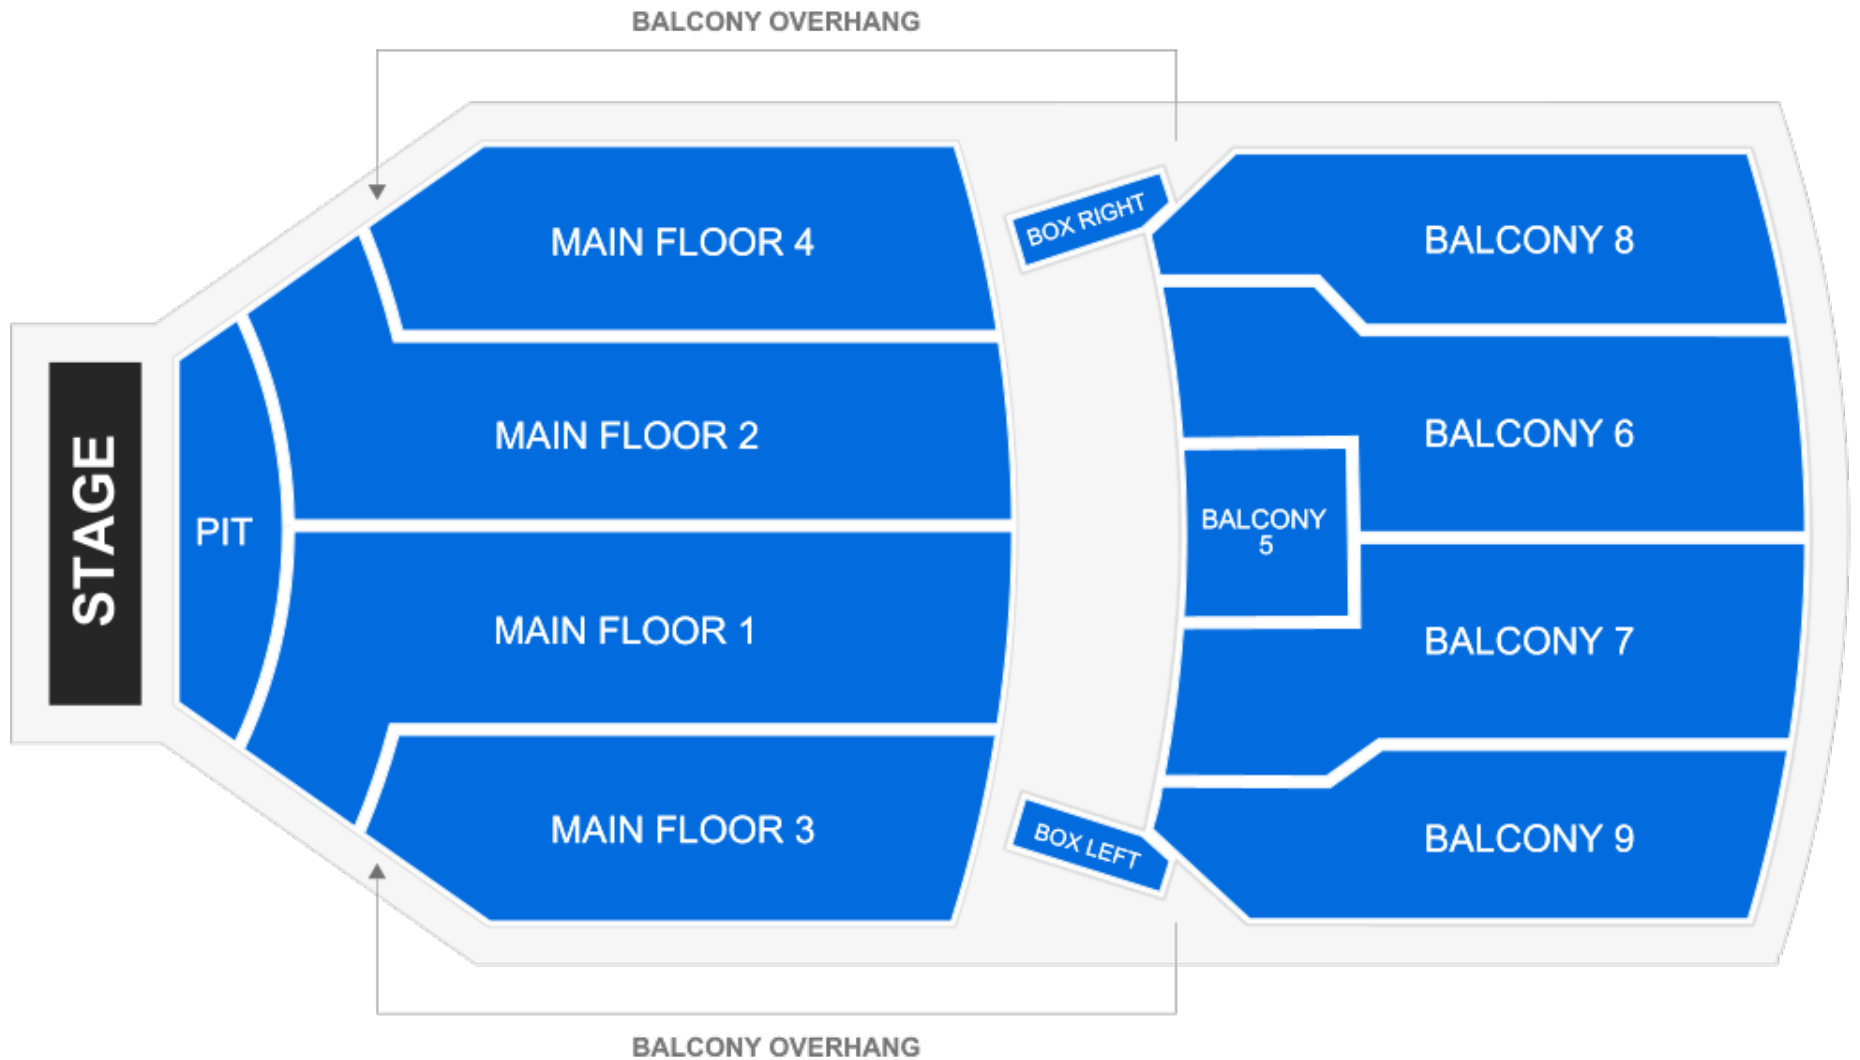 BALCONY OVERHANG
MAIN FLOOR 4
BOX RIGHT
BALCONY 8
STAGE
PIT
MAIN FLOOR 2
BALCONY 6
BALCONY
5
MAIN FLOOR 1
BALCONY 7
MAIN FLOOR 3
BOX LEFT
BALCONY 9
BALCONY OVERHANG